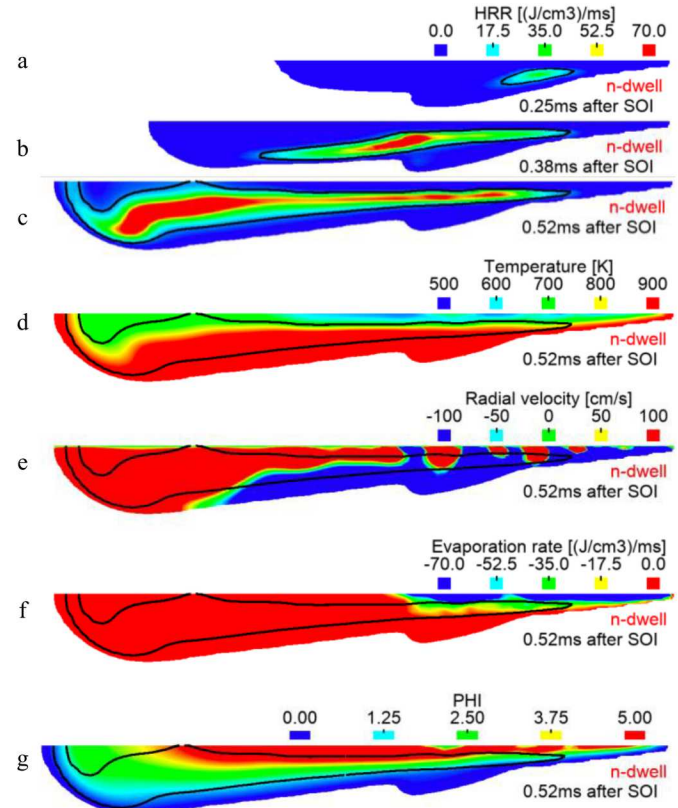 HRR [(J/cm3)/ms]
0.0 17.5 35.0 52.5 70.0
a
n-dwell
0.25ms after SOI
b
n-dwell
0.38ms after SOI
c
n-dwell
0.52ms after SOI
Temperature [K]
500 600 700 800 900
d
n-dwell
0.52ms after SOI
Radial velocity [cm/s]
-100 -50 0 50 100
e
n-dwell
0.52ms after SOI
Evaporation rate [(J/cm3)/ms]
-70.0 -52.5 -35.0 -17.5 0.0
f
n-dwell
0.52ms after SOI
PHI
0.00 1.25 2.50 3.75 5.00
g
n-dwell
0.52ms after SOI